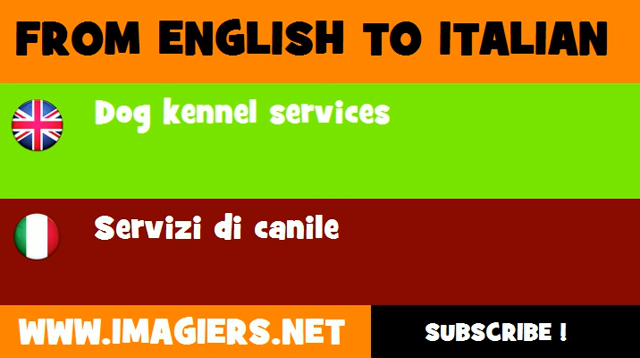 FROM ENGLISH TO ITALIAN
Dog kennel services
Servizi di canile
WWW.IMAGIERS.NET
SUBSCRIBE !